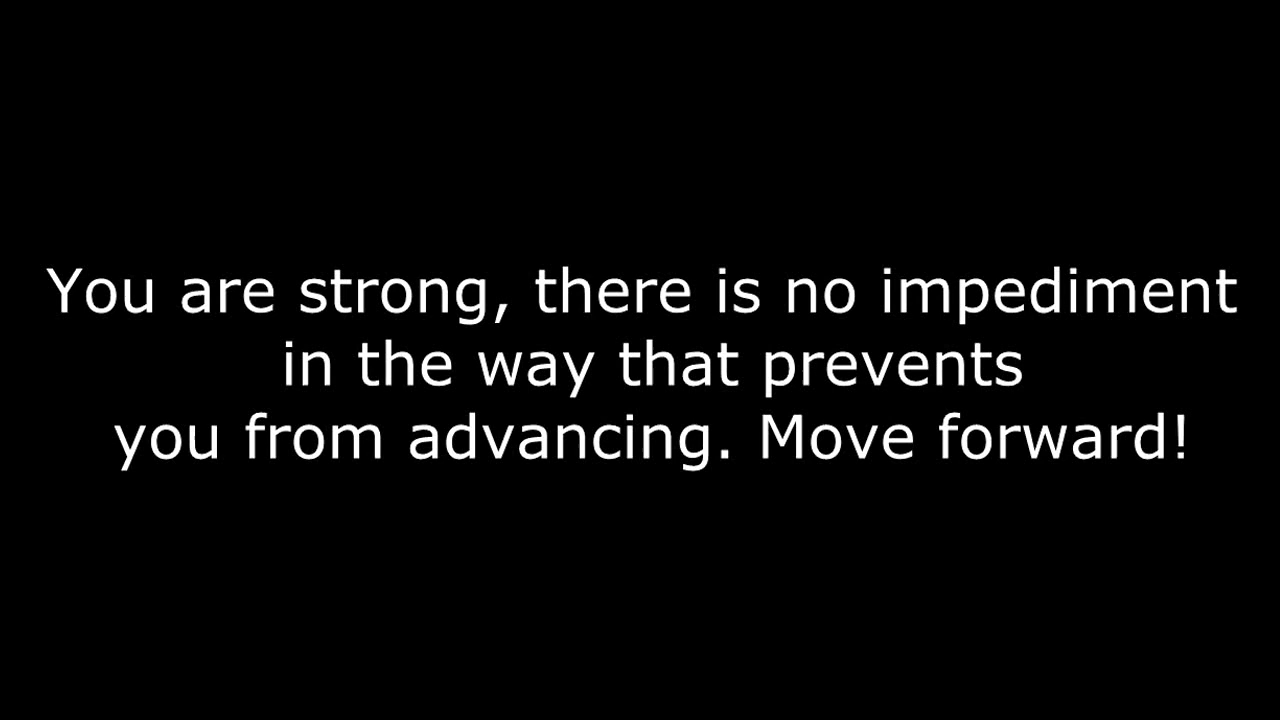 You are strong, there is no impediment
in the way that prevents
you from advancing. Move forward!